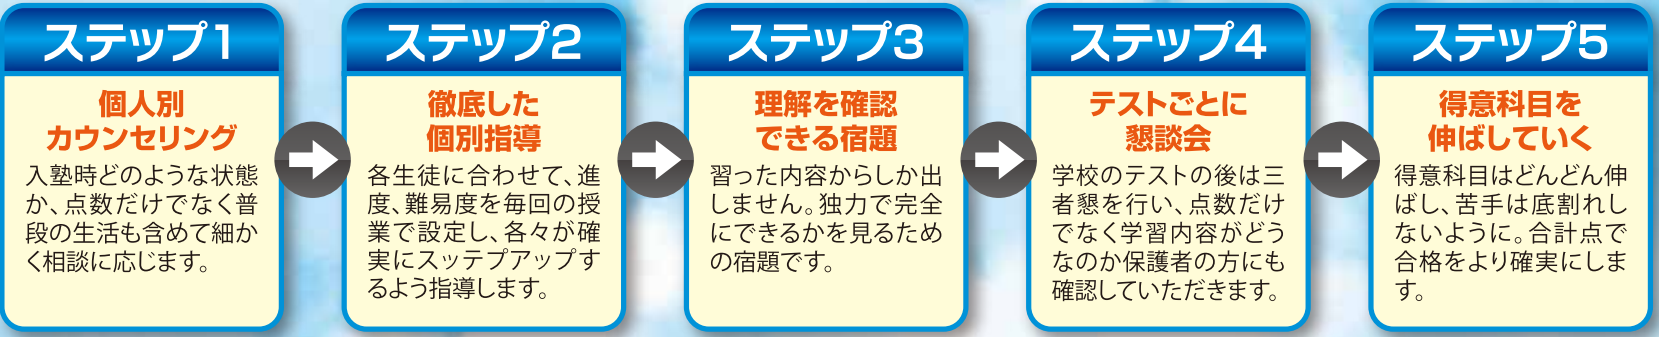 ステップ1
個人別
カウンセリング
入塾時どのような状態
か、点数だけでなく普
段の生活も含めて細か
く相談に応じます。
ステップ2
徹底した
個別指導
各生徒に合わせて、進
度、難易度を毎回の授
業で設定し、各々が確
実にスッテプアップす
るよう指導します。
ステップ3
理解を確認
できる宿題
習った内容からしか出
しません。独力で完全
にできるかを見るため
の宿題です。
ステップ4
テストごとに
懇談会
学校のテストの後は三
者懇を行い、点数だけ
でなく学習内容がどう
なのか保護者の方にも
確認していただきます。
ステップ5
得意科目を
伸ばしていく
得意科目はどんどん伸
ばし、苦手は底割れし
ないように。合計点で
合格をより確実にしま
す。